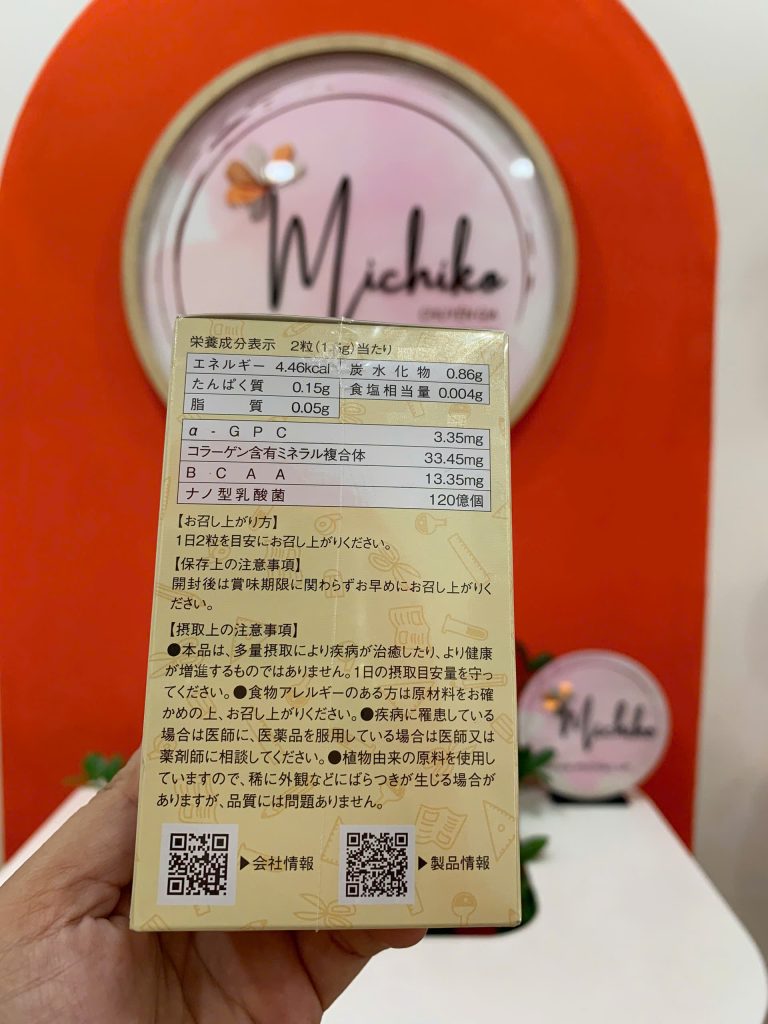 Michiko
栄養成分表示 2粒(1. g)当たり
エネルギー 4.46kcal 炭水化物 0.86g
たんぱく質 0.15g 食塩相当量 0.004g
脂質 0.05g
α-GPC 3.35mg
コラーゲン含有ミネラル複合体 33.45mg
BCAA 13.35mg
ナノ型乳酸菌 120億個
【お召し上がり方】
1日2粒を目安にお召し上がりください。
【保存上の注意事項】
開封後は賞味期限に関わらずお早めにお召し上がりく
ださい。
【摂取上の注意事項】
●本品は、多量摂取により疾病が治癒したり、より健康
が増進するものではありません。1日の摂取目安量を守っ
てください。●食物アレルギーのある方は原材料をお確
かめの上、お召し上がりください。●疾病に罹患している
場合は医師に、医薬品を服用している場合は医師又は
薬剤師に相談してください。●植物由来の原料を使用し
ていますので、稀に外観などにばらつきが生じる場合が
ありますが、品質には問題ありません。
▶会社情報 ▶製品情報
Michiko